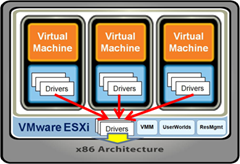 Virtual Machine
Virtual Machine
Virtual Machine
Drivers
Drivers
Drivers
VMware ESXi
Drivers
VMM
UserWorlds
ResMgmt
x86 Architecture